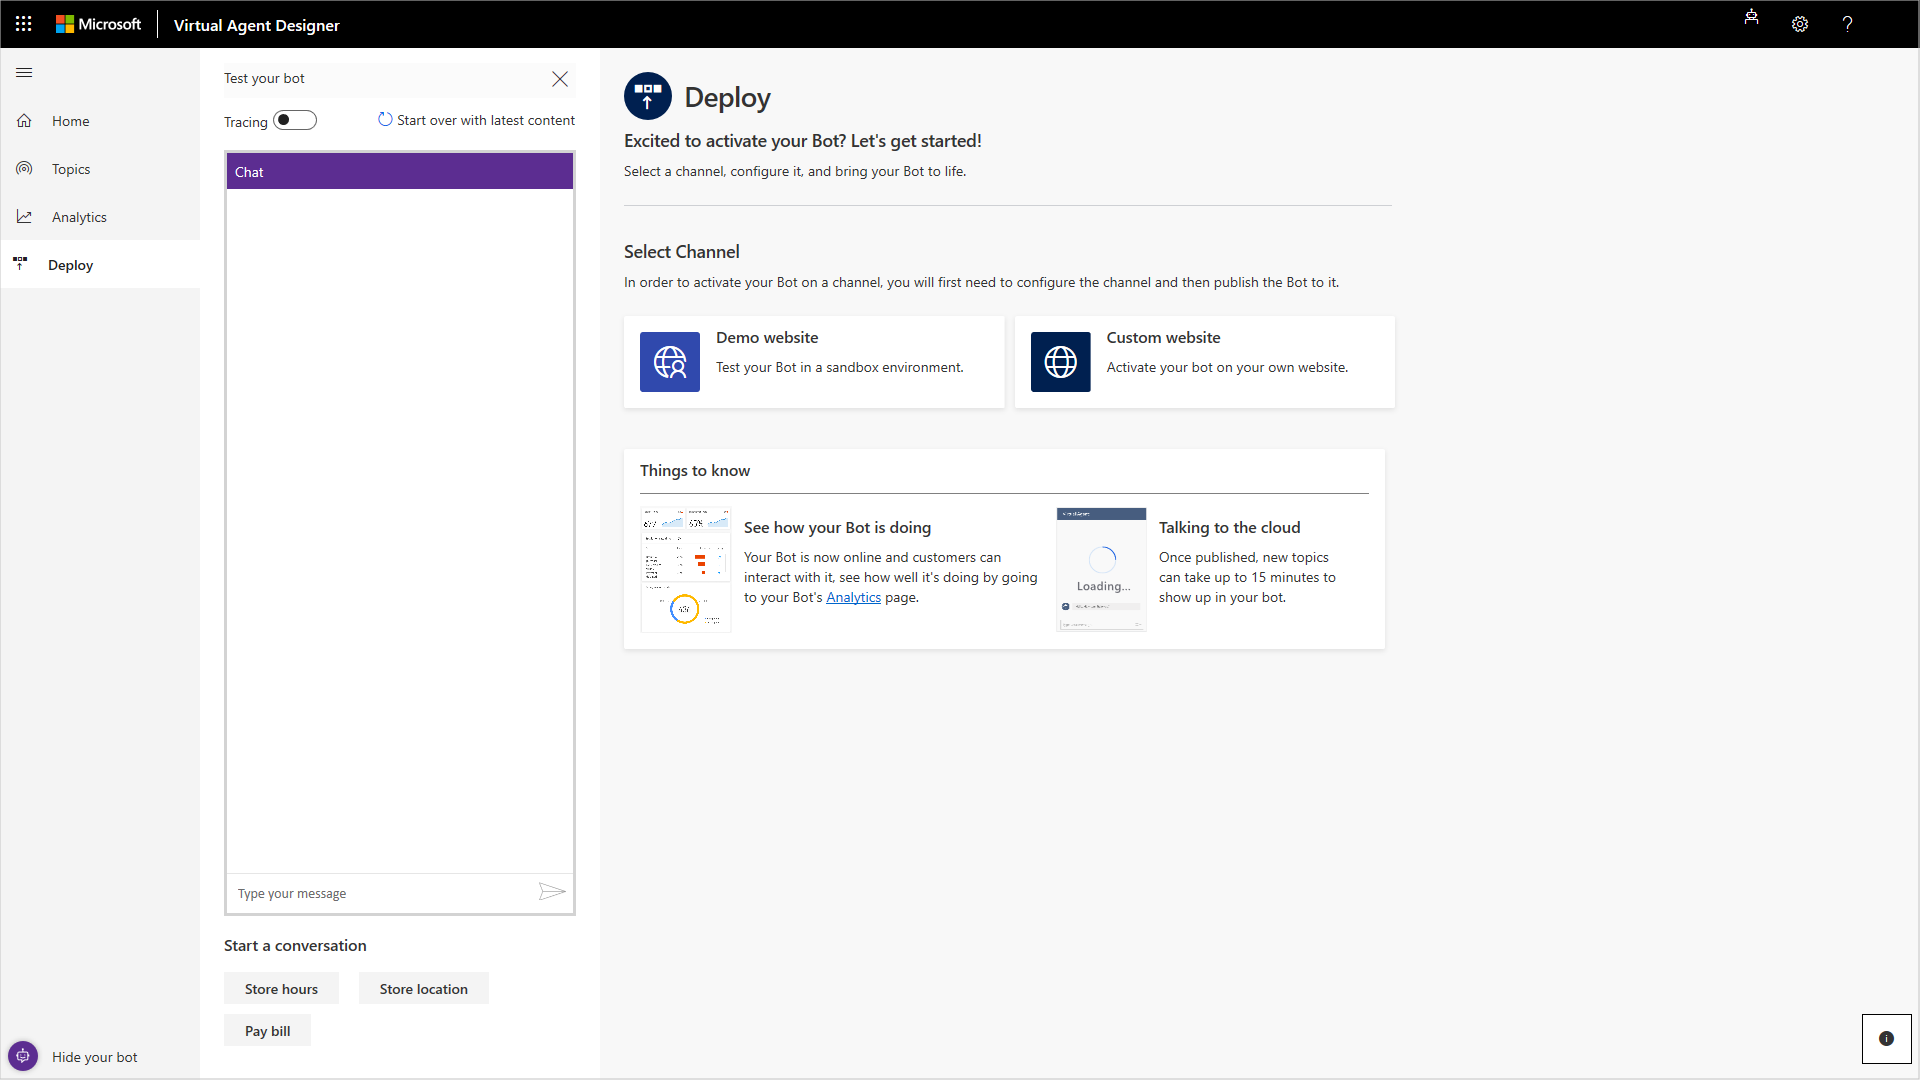 Microsoft
Virtual Agent Designer
Home
Topics
Analytics
Deploy
Hide your bot
Test your bot
Tracing
Start over with latest content
Chat
Type your message
Start a conversation
Store hours
Store location
Pay bill
Deploy
Excited to activate your Bot? Let's get started!
Select a channel, configure it, and bring your Bot to life.
Select Channel
In order to activate your Bot on a channel, you will first need to configure the channel and then publish the Bot to it.
Demo website
Test your Bot in a sandbox environment.
Custom website
Activate your bot on your own website.
Things to know
See how your Bot is doing
Your Bot is now online and customers can
interact with it, see how well it's doing by going
to your Bot's Analytics page.
Loading...
Talking to the cloud
Once published, new topics
can take up to 15 minutes to
show up in your bot.